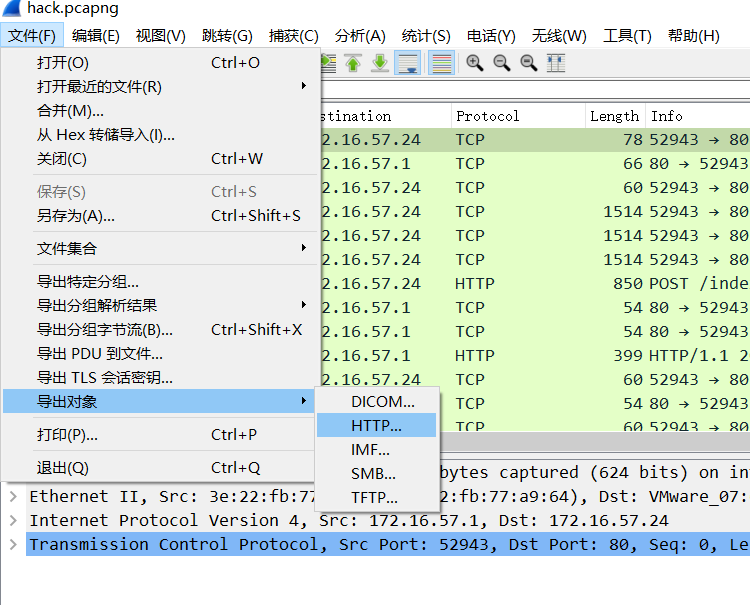 hack.pcapng
文件(F) 编辑(E) 视图(V) 跳转(G) 捕获(C) 分析(A) 统计(S) 电话(Y) 无线(W) 工具(T) 帮助(H)
打开(O) Ctrl+O
打开最近的文件(R)
合并(M)...
从 Hex 转储导入(I)...
关闭(C) Ctrl+W
保存(S) Ctrl+S
另存为(A)... Ctrl+Shift+S
文件集合
导出特定分组...
导出分组解析结果
导出分组字节流(B)... Ctrl+Shift+X
导出 PDU 到文件...
导出 TLS 会话密钥...
导出对象
打印(P)... Ctrl+P
退出(Q) Ctrl+Q
DICOM...
HTTP...
IMF...
SMB...
TFTP...
stination Protocol Length Info
2.16.57.24 TCP 78 52943 → 80
2.16.57.1 TCP 66 80 → 52943
2.16.57.24 TCP 60 52943 → 80
2.16.57.24 TCP 1514 52943 → 80
2.16.57.24 TCP 1514 52943 → 80
2.16.57.24 TCP 1514 52943 → 80
2.16.57.24 HTTP 850 POST /inde
2.16.57.1 TCP 54 80 → 52943
2.16.57.1 TCP 54 80 → 52943
2.16.57.1 HTTP 399 HTTP/1.1 2
2.16.57.24 TCP 60 52943 → 80
TCP 60 52943 → 80
TCP 54 80 → 52943
bytes captured (624 bits) on in
Ethernet II, Src: 3e:22:fb:77 2:fb:77:a9:64), Dst: VMware_07:
Internet Protocol Version 4, Src: 172.16.57.1, Dst: 172.16.57.24
Transmission Control Protocol, Src Port: 52943, Dst Port: 80, Seq: 0, Le